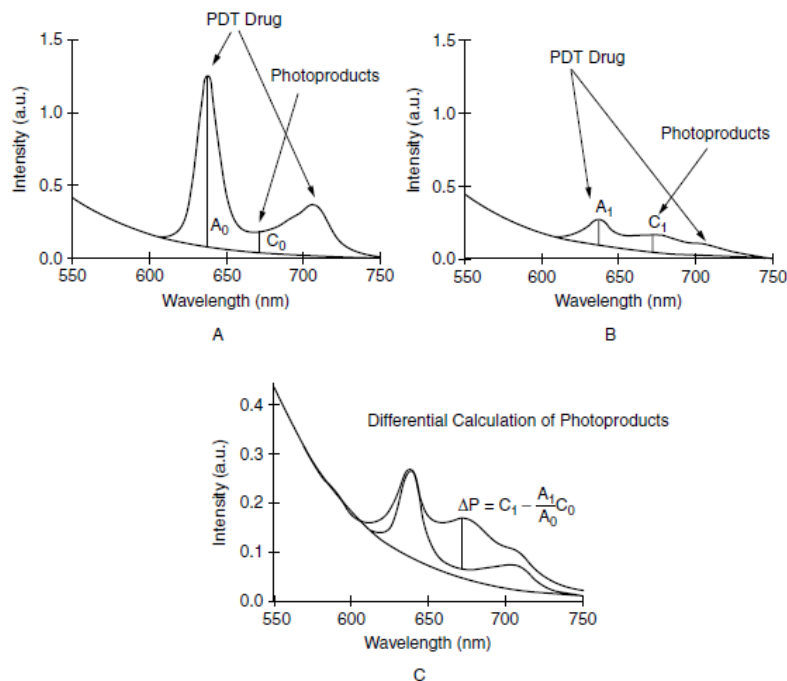 PDT Drug
Photoproducts
1.5
1.0
0.5
0.0
Intensity (a.u.)
A₀
C₀
550 600 650 700 750
Wavelength (nm)
A
PDT Drug
Photoproducts
1.5
1.0
0.5
0.0
Intensity (a.u.)
A₁
C₁
550 600 650 700 750
Wavelength (nm)
B
Differential Calculation of Photoproducts
0.4
0.3
0.2
0.1
0.0
Intensity (a.u.)
ΔP = C₁ − A₁/A₀ C₀
550 600 650 700 750
Wavelength (nm)
C